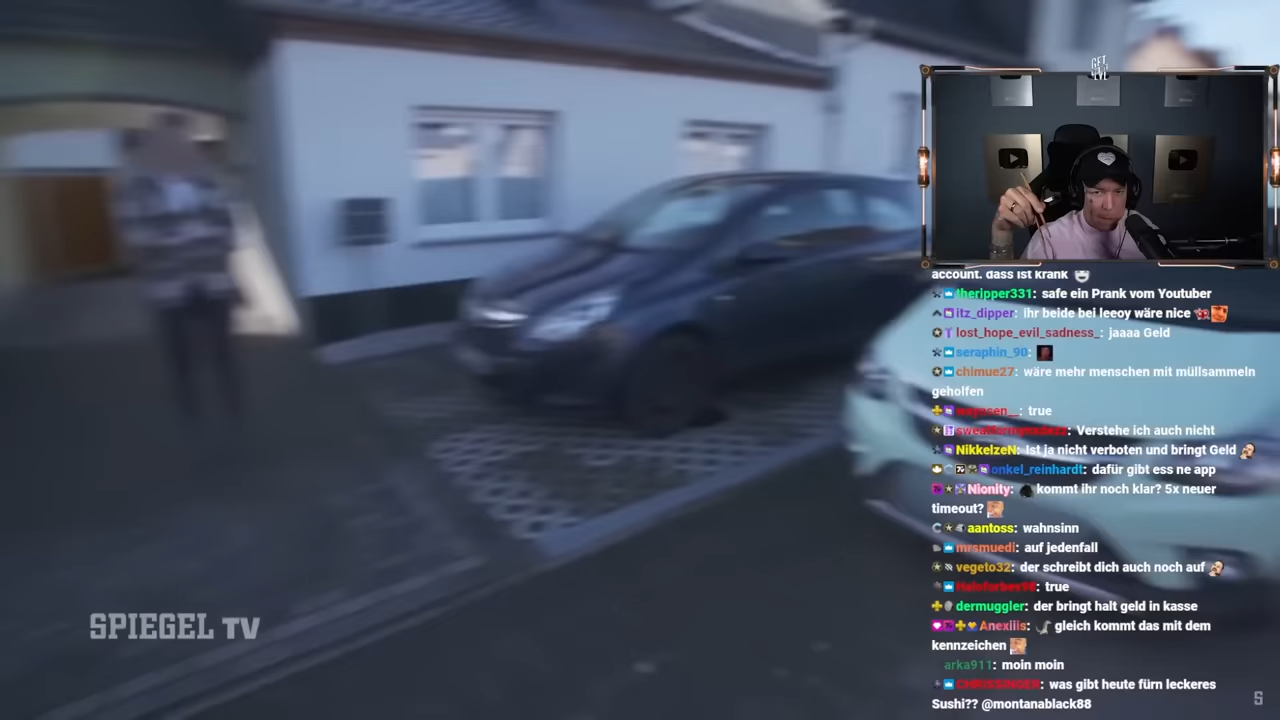 GET
EVL
account. dass ist krank
theripper331: safe ein Prank vom Youtuber
itz_dipper: ihr beide bei leeoy wäre nice
lost_hope_evil_sadness_: jaaaa Geld
seraphin_90:
chimue27: wäre mehr menschen mit müllsammeln
geholfen
: true
: Verstehe ich auch nicht
NikkelzeN: Ist ja nicht verboten und bringt Geld
onkel_reinhardt: dafür gibt ess ne app
Nionity: kommt ihr noch klar? 5x neuer
timeout?
aantoss: wahnsinn
mrsmuedi: auf jedenfall
vegeto32: der schreibt dich auch noch auf
: true
dermuggler: der bringt halt geld in kasse
Anexiiis: gleich kommt das mit dem
kennzeichen
arka911: moin moin
CHRISSINGER: was gibt heute fürn leckeres
Sushi?? @montanablack88
SPIEGEL TV
S